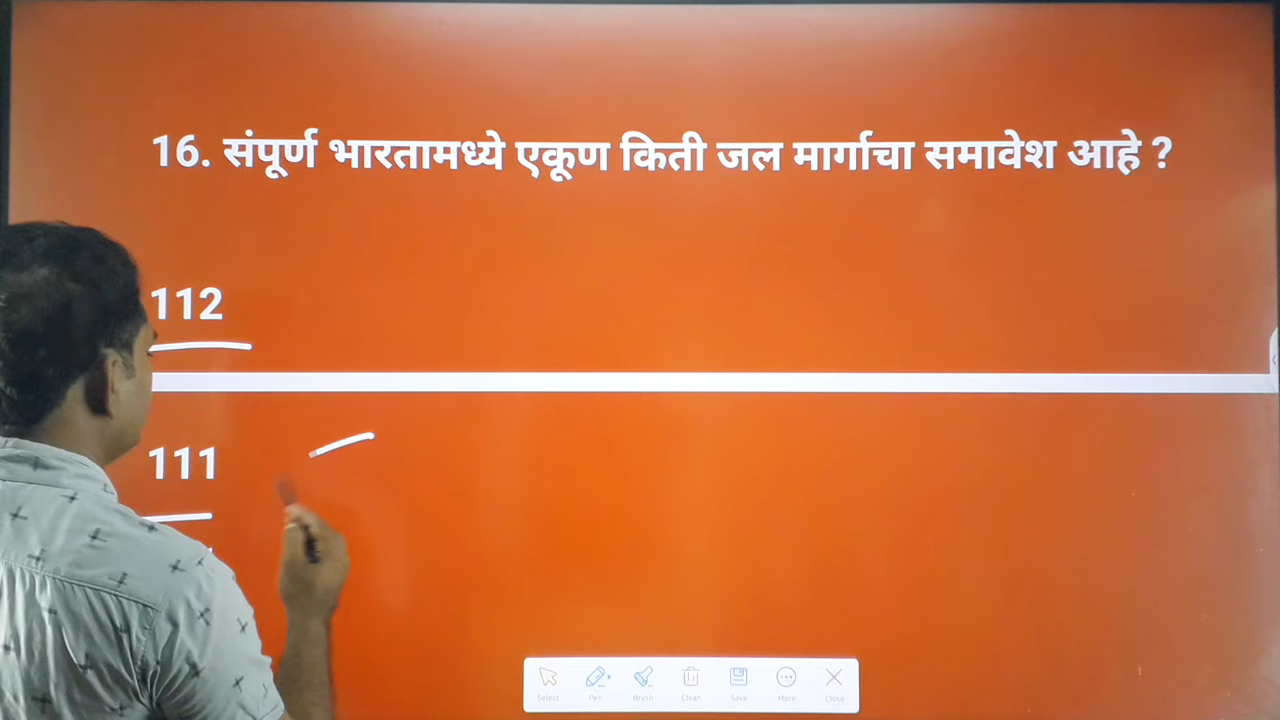 16. संपूर्ण भारतामध्ये एकूण किती जल मार्गाचा समावेश आहे ?
112
111
Select Pen Brush Clean Save More Close